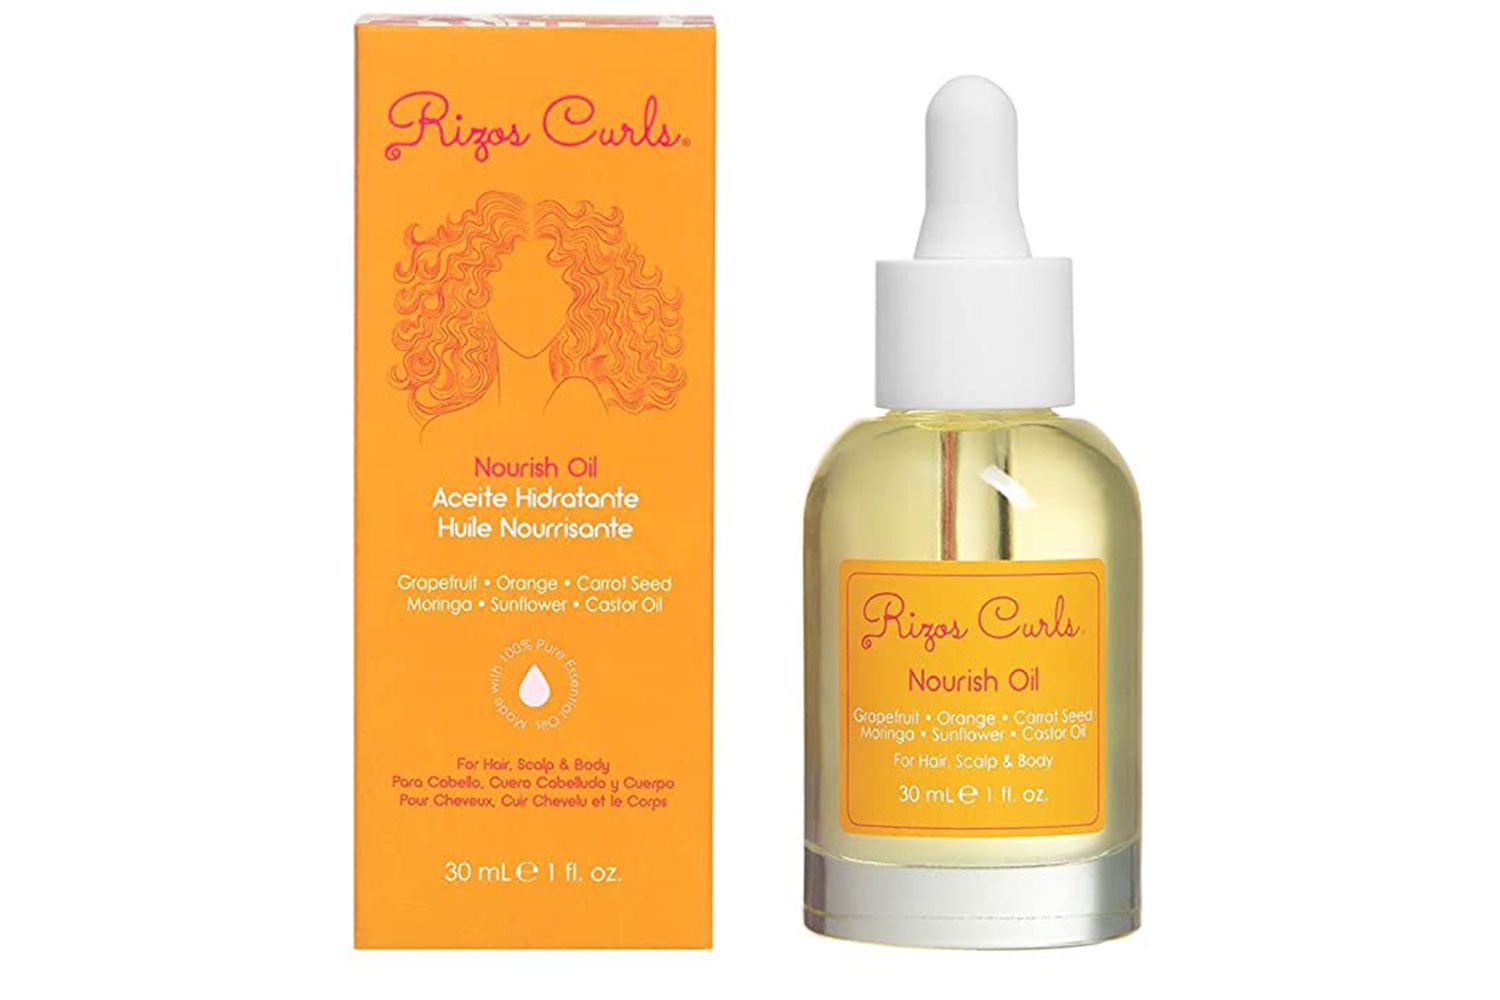 Rizos Curls®
Nourish Oil
Aceite Hidratante
Huile Nourrisante
Grapefruit • Orange • Carrot Seed
Moringa • Sunflower • Castor Oil
Made with 100% Pure Essential Oils
For Hair, Scalp & Body
Para Cabello, Cuero Cabelludo y Cuerpo
Pour Cheveux, Cuir Chevelu et le Corps
30 mL ℮ 1 fl. oz.
Rizos Curls
Nourish Oil
Grapefruit • Orange • Carrot Seed
Moringa • Sunflower • Castor Oil
For Hair, Scalp & Body
30 mL ℮ 1 fl. oz.